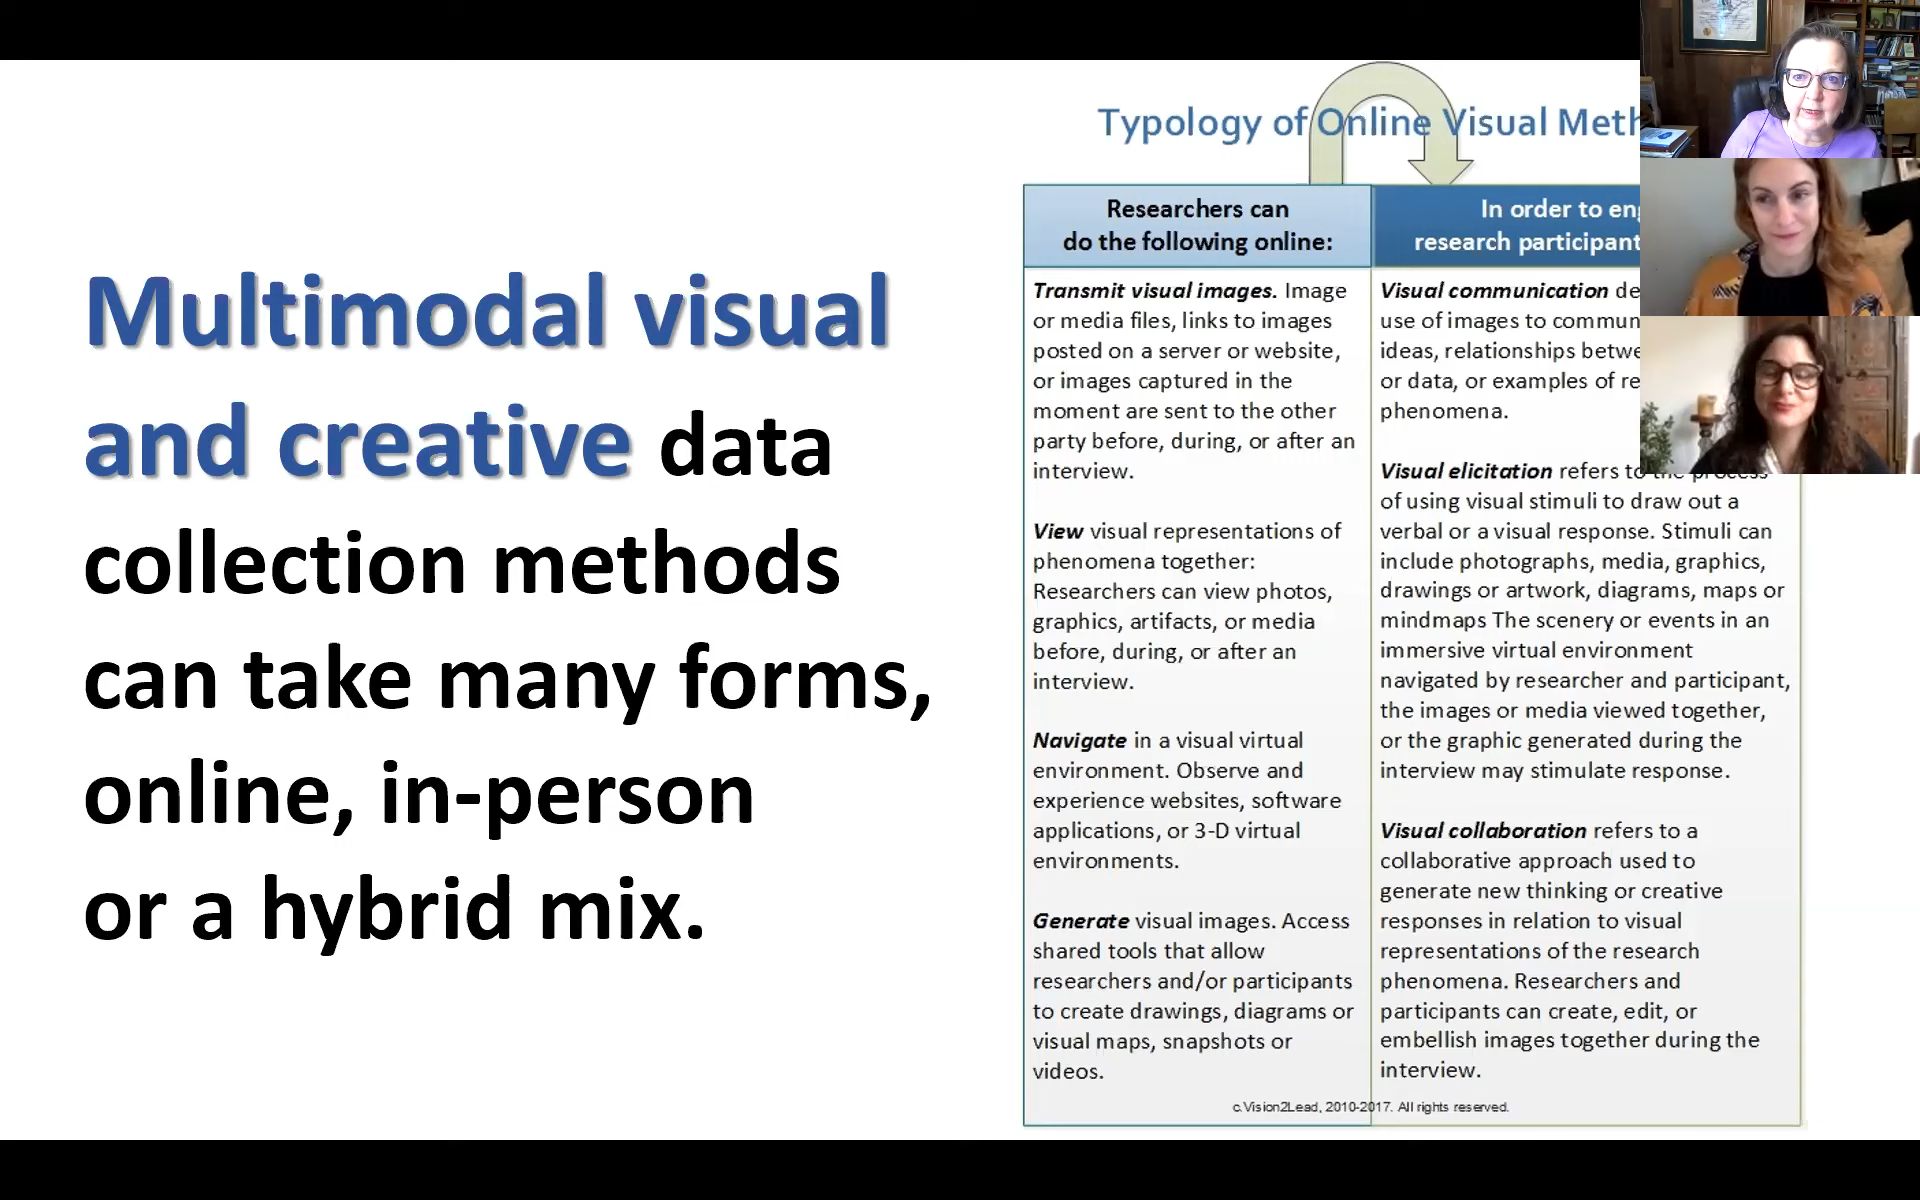 Multimodal visual
and creative data
collection methods
can take many forms,
online, in-person
or a hybrid mix.
Typology of Online Visual
Researchers can
do the following online:
Transmit visual images. Image
or media files, links to images
posted on a server or website,
or images captured in the
moment are sent to the other
party before, during, or after an
interview.
View visual representations of
phenomena together:
Researchers can view photos,
graphics, artifacts, or media
before, during, or after an
interview.
Navigate in a visual virtual
environment. Observe and
experience websites, software
applications, or 3-D virtual
environments.
Generate visual images. Access
shared tools that allow
researchers and/or participants
to create drawings, diagrams or
visual maps, snapshots or
videos.
In order to
research
Visual communication
use of images to
ideas, relationships
or data, or examples of
phenomena.
Visual elicitation refers to the process
of using visual stimuli to draw out a
verbal or a visual response. Stimuli can
include photographs, media, graphics,
drawings or artwork, diagrams, maps or
mindmaps The scenery or events in an
immersive virtual environment
navigated by researcher and participant,
the images or media viewed together,
or the graphic generated during the
interview may stimulate response.
Visual collaboration refers to a
collaborative approach used to
generate new thinking or creative
responses in relation to visual
representations of the research
phenomena. Researchers and
participants can create, edit, or
embellish images together during the
interview.
c.Vision2Lead, 2010-2017. All rights reserved.